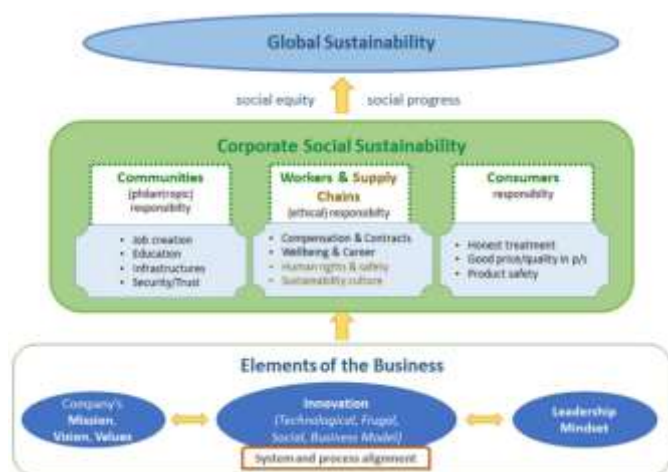 Global Sustainability
social equity social progress
Corporate Social Sustainability
Communities
(philantropic)
responsibility
• Job creation
• Education
• Infrastructures
• Security/Trust
Workers & Supply
Chains
(ethical) responsibility
• Compensation & Contracts
• Wellbeing & Career
• Human rights & safety
• Sustainability culture
Consumers
responsibility
• Honest treatment
• Good price/quality in p/s
• Product safety
Elements of the Business
Company's
Mission,
Vision, Values
Innovation
(Technological, Frugal,
Social, Business Model)
System and process alignment
Leadership
Mindset